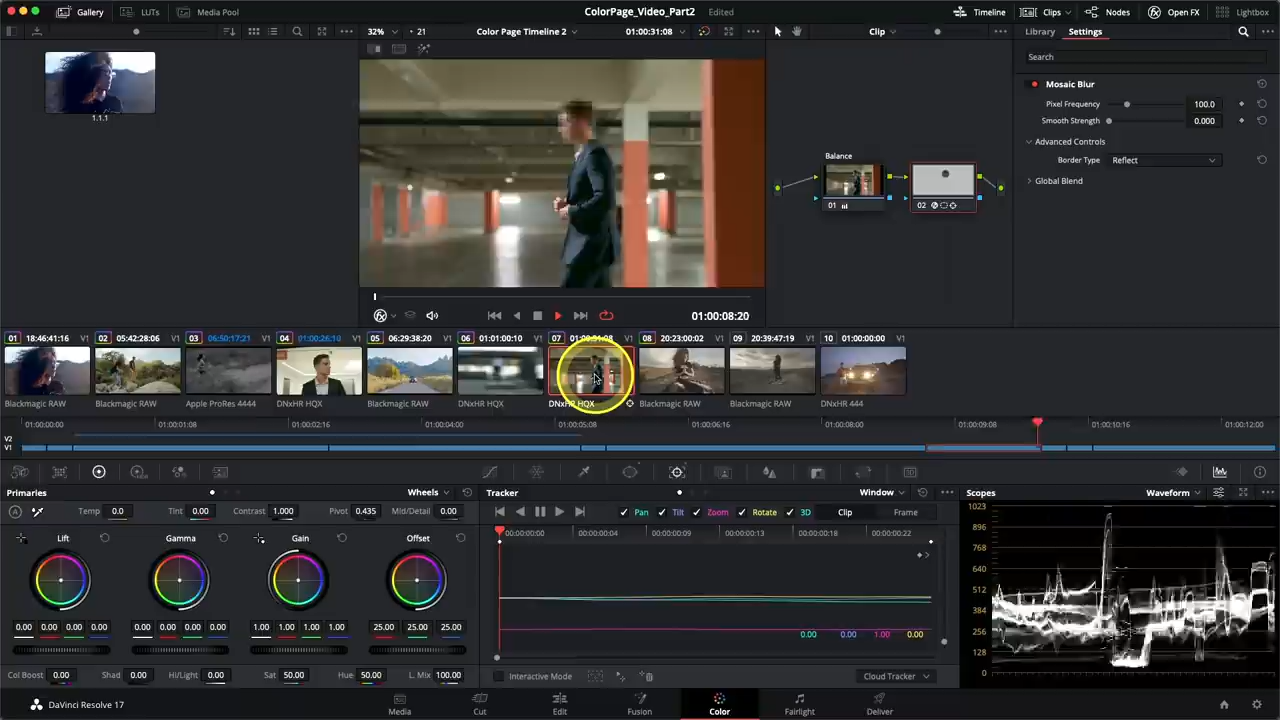 Gallery LUTs Media Pool ColorPage_Video_Part2 Edited Timeline Clips Nodes Open FX Lightbox
32% 21 Color Page Timeline 2 01:00:31:08 Clip Library Settings
Search
Mosaic Blur
Pixel Frequency 100.0
Smooth Strength 0.000
Advanced Controls
Border Type Reflect
Global Blend
1.1.1
Balance
01 02
01:00:08:20
01 18:46:41:16 V1 02 05:42:28:06 V1 03 06:50:17:21 V1 04 01:00:26:10 V1 05 06:29:38:20 V1 06 01:01:00:10 V1 07 01:00:31:08 V1 08 20:23:00:02 V1 09 20:39:47:19 V1 10 01:00:00:00 V1
Blackmagic RAW Blackmagic RAW Apple ProRes 4444 DNxHR HQX Blackmagic RAW DNxHR HQX DNxHR HQX Blackmagic RAW Blackmagic RAW DNxHR 444
01:00:00:00 01:00:01:08 01:00:02:16 01:00:04:00 01:00:05:08 01:00:06:16 01:00:08:00 01:00:09:08 01:00:10:16 01:00:12:00
V2
V1
Primaries Wheels Tracker Window Scopes Waveform
Temp 0.0 Tint 0.00 Contrast 1.000 Pivot 0.435 Mid/Detail 0.00
Pan Tilt Zoom Rotate 3D Clip Frame
Lift Gamma Gain Offset
00:00:00:00 00:00:00:04 00:00:00:09 00:00:00:13 00:00:00:18 00:00:00:22
0.00 0.00 0.00 0.00 0.00 0.00 0.00 0.00 1.00 1.00 1.00 1.00 25.00 25.00 25.00
0.00 0.00 1.00 0.00
Col Boost 0.00 Shad 0.00 Hi/Light 0.00 Sat 50.00 Hue 50.00 L. Mix 100.00
Interactive Mode Cloud Tracker
1023
896
768
640
512
384
256
128
0
DaVinci Resolve 17 Media Cut Edit Fusion Color Fairlight Deliver